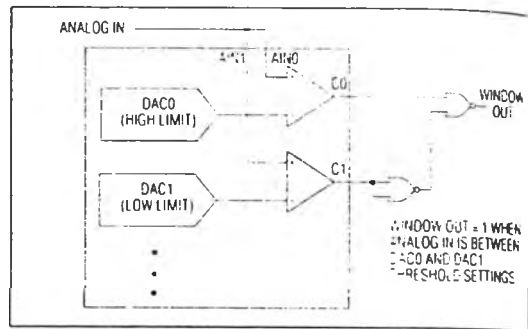 ANALOG IN
AIN1
AIN0
C0
DAC0
(HIGH LIMIT)
WINDOW
OUT
C1
DAC1
(LOW LIMIT)
WINDOW OUT = 1 WHEN
ANALOG IN IS BETWEEN
DAC0 AND DAC1
THRESHOLD SETTINGS